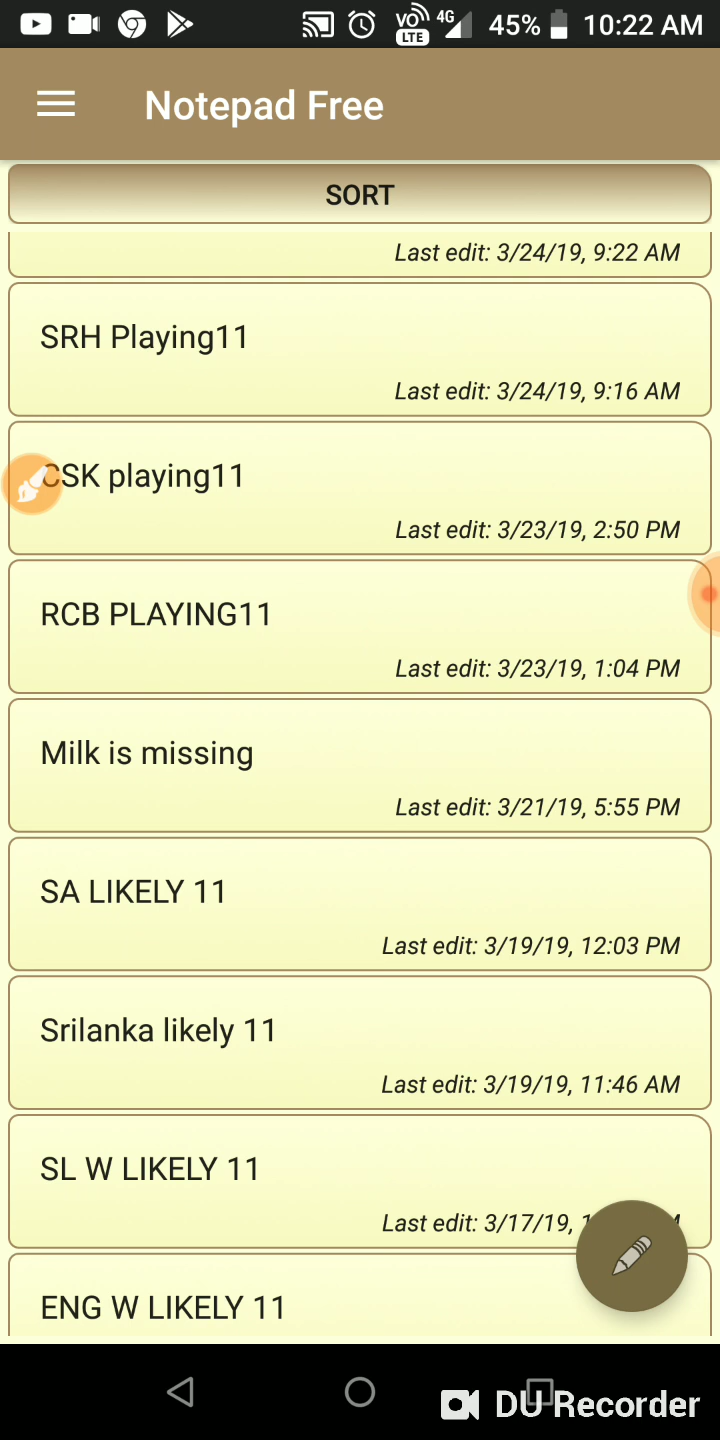 VO 4G 45% 10:22 AM
LTE
Notepad Free
SORT
Last edit: 3/24/19, 9:22 AM
SRH Playing11
Last edit: 3/24/19, 9:16 AM
CSK playing11
Last edit: 3/23/19, 2:50 PM
RCB PLAYING11
Last edit: 3/23/19, 1:04 PM
Milk is missing
Last edit: 3/21/19, 5:55 PM
SA LIKELY 11
Last edit: 3/19/19, 12:03 PM
Srilanka likely 11
Last edit: 3/19/19, 11:46 AM
SL W LIKELY 11
Last edit: 3/17/19,
ENG W LIKELY 11
DU Recorder